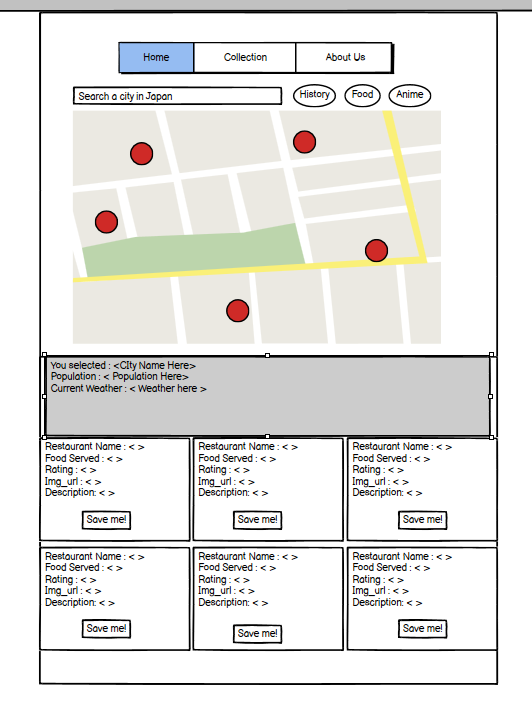 Home Collection About Us
Search a city in Japan History Food Anime
You selected : <CIty Name Here>
Population : < Population Here>
Current Weather : < Weather here >
Restaurant Name : < >
Food Served : < >
Rating : < >
Img_url : < >
Description: < >
Save me!
Restaurant Name : < >
Food Served : < >
Rating : < >
Img_url : < >
Description: < >
Save me!
Restaurant Name : < >
Food Served : < >
Rating : < >
Img_url : < >
Description: < >
Save me!
Restaurant Name : < >
Food Served : < >
Rating : < >
Img_url : < >
Description: < >
Save me!
Restaurant Name : < >
Food Served : < >
Rating : < >
Img_url : < >
Description: < >
Save me!
Restaurant Name : < >
Food Served : < >
Rating : < >
Img_url : < >
Description: < >
Save me!